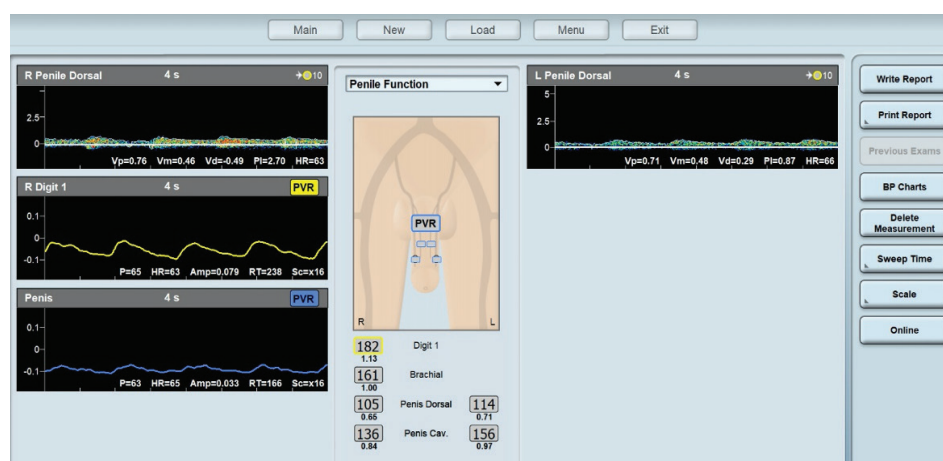 Main New Load Menu Exit
R Penile Dorsal 4 s 10
2.5-
0-
Vp=0.76 Vm=0.46 Vd=-0.49 PI=2.70 HR=63
R Digit 1 4 s PVR
0.1-
0-
-0.1-
P=65 HR=63 Amp=0.079 RT=238 Sc=x16
Penis 4 s PVR
0.1-
0-
-0.1-
P=63 HR=65 Amp=0.033 RT=166 Sc=x16
Penile Function
PVR
R L
182 Digit 1
1.13
161 Brachial
1.00
105 Penis Dorsal 114
0.65 0.71
136 Penis Cav. 156
0.84 0.97
L Penile Dorsal 4 s 10
5-
2.5-
0-
Vp=0.71 Vm=0.48 Vd=0.29 PI=0.87 HR=66
Write Report
Print Report
Previous Exams
BP Charts
Delete
Measurement
Sweep Time
Scale
Online